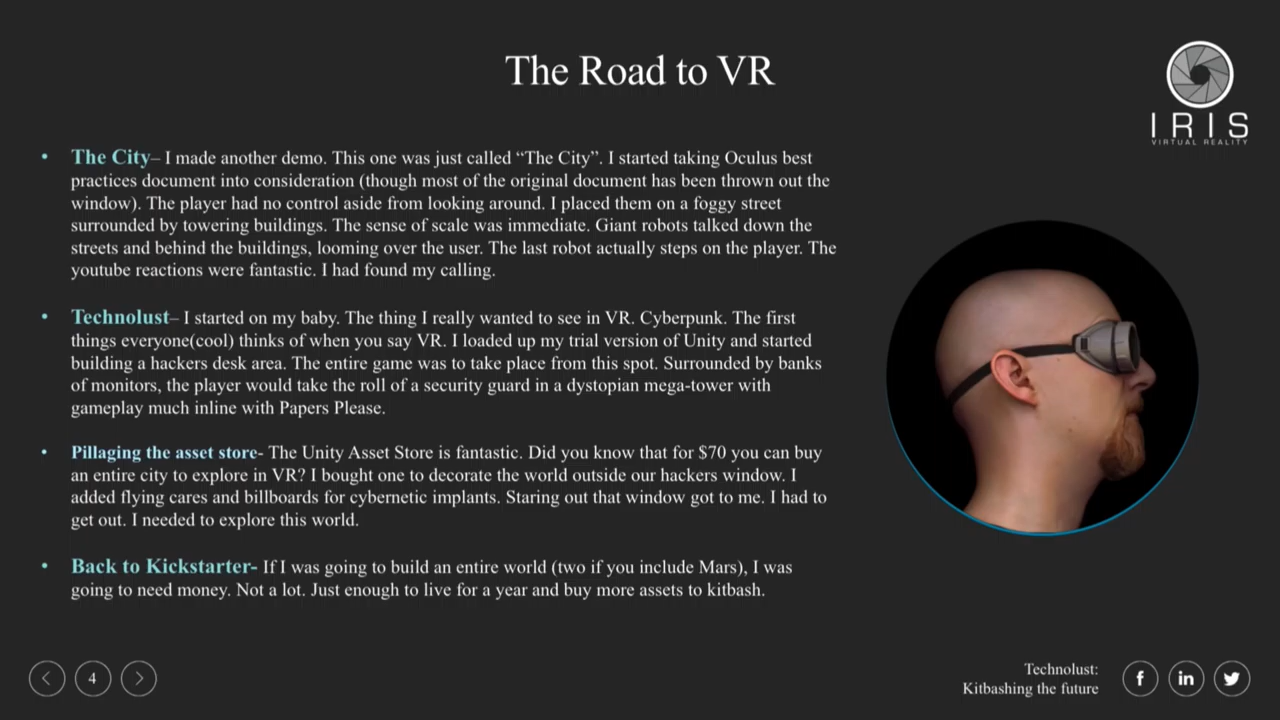 The Road to VR
IRIS
VIRTUAL REALITY
• The City– I made another demo. This one was just called “The City”. I started taking Oculus best
practices document into consideration (though most of the original document has been thrown out the
window). The player had no control aside from looking around. I placed them on a foggy street
surrounded by towering buildings. The sense of scale was immediate. Giant robots talked down the
streets and behind the buildings, looming over the user. The last robot actually steps on the player. The
youtube reactions were fantastic. I had found my calling.
• Technolust– I started on my baby. The thing I really wanted to see in VR. Cyberpunk. The first
things everyone(cool) thinks of when you say VR. I loaded up my trial version of Unity and started
building a hackers desk area. The entire game was to take place from this spot. Surrounded by banks
of monitors, the player would take the roll of a security guard in a dystopian mega-tower with
gameplay much inline with Papers Please.
• Pillaging the asset store- The Unity Asset Store is fantastic. Did you know that for $70 you can buy
an entire city to explore in VR? I bought one to decorate the world outside our hackers window. I
added flying cares and billboards for cybernetic implants. Staring out that window got to me. I had to
get out. I needed to explore this world.
• Back to Kickstarter- If I was going to build an entire world (two if you include Mars), I was
going to need money. Not a lot. Just enough to live for a year and buy more assets to kitbash.
4
Technolust:
Kitbashing the future
f
in